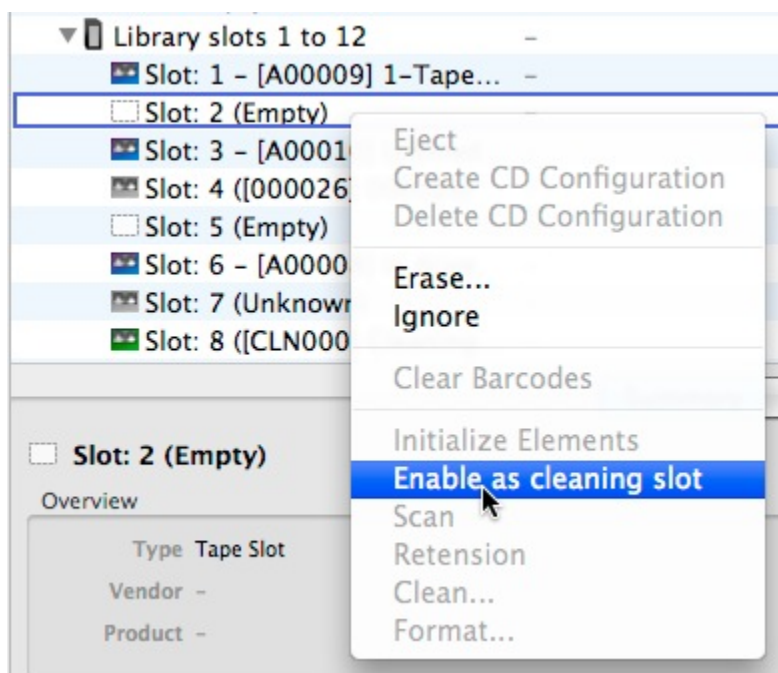 Library slots 1 to 12 –
Slot: 1 – [A00009] 1-Tape... –
Slot: 2 (Empty)
Slot: 3 – [A0001
Slot: 4 ([000026]
Slot: 5 (Empty)
Slot: 6 – [A0000
Slot: 7 (Unknown
Slot: 8 ([CLN000
Eject
Create CD Configuration
Delete CD Configuration
Erase...
Ignore
Clear Barcodes
Initialize Elements
Enable as cleaning slot
Scan
Retension
Clean...
Format...
Slot: 2 (Empty)
Overview
Type Tape Slot
Vendor –
Product –